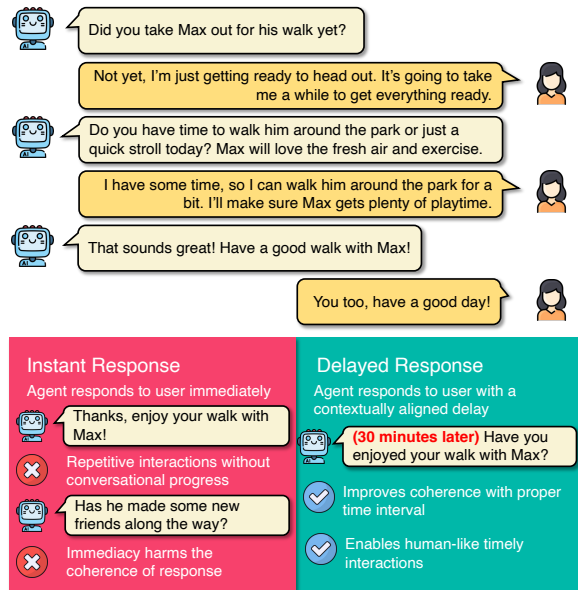 Did you take Max out for his walk yet?
AI
Not yet, I'm just getting ready to head out. It's going to take
me a while to get everything ready.
Do you have time to walk him around the park or just a
quick stroll today? Max will love the fresh air and exercise.
AI
I have some time, so I can walk him around the park for a
bit. I'll make sure Max gets plenty of playtime.
That sounds great! Have a good walk with Max!
AI
You too, have a good day!
Instant Response
Agent responds to user immediately
Thanks, enjoy your walk with
Max!
AI
Repetitive interactions without
conversational progress
Has he made some new
friends along the way?
AI
Immediacy harms the
coherence of response
Delayed Response
Agent responds to user with a
contextually aligned delay
(30 minutes later) Have you
enjoyed your walk with Max?
AI
Improves coherence with proper
time interval
Enables human-like timely
interactions